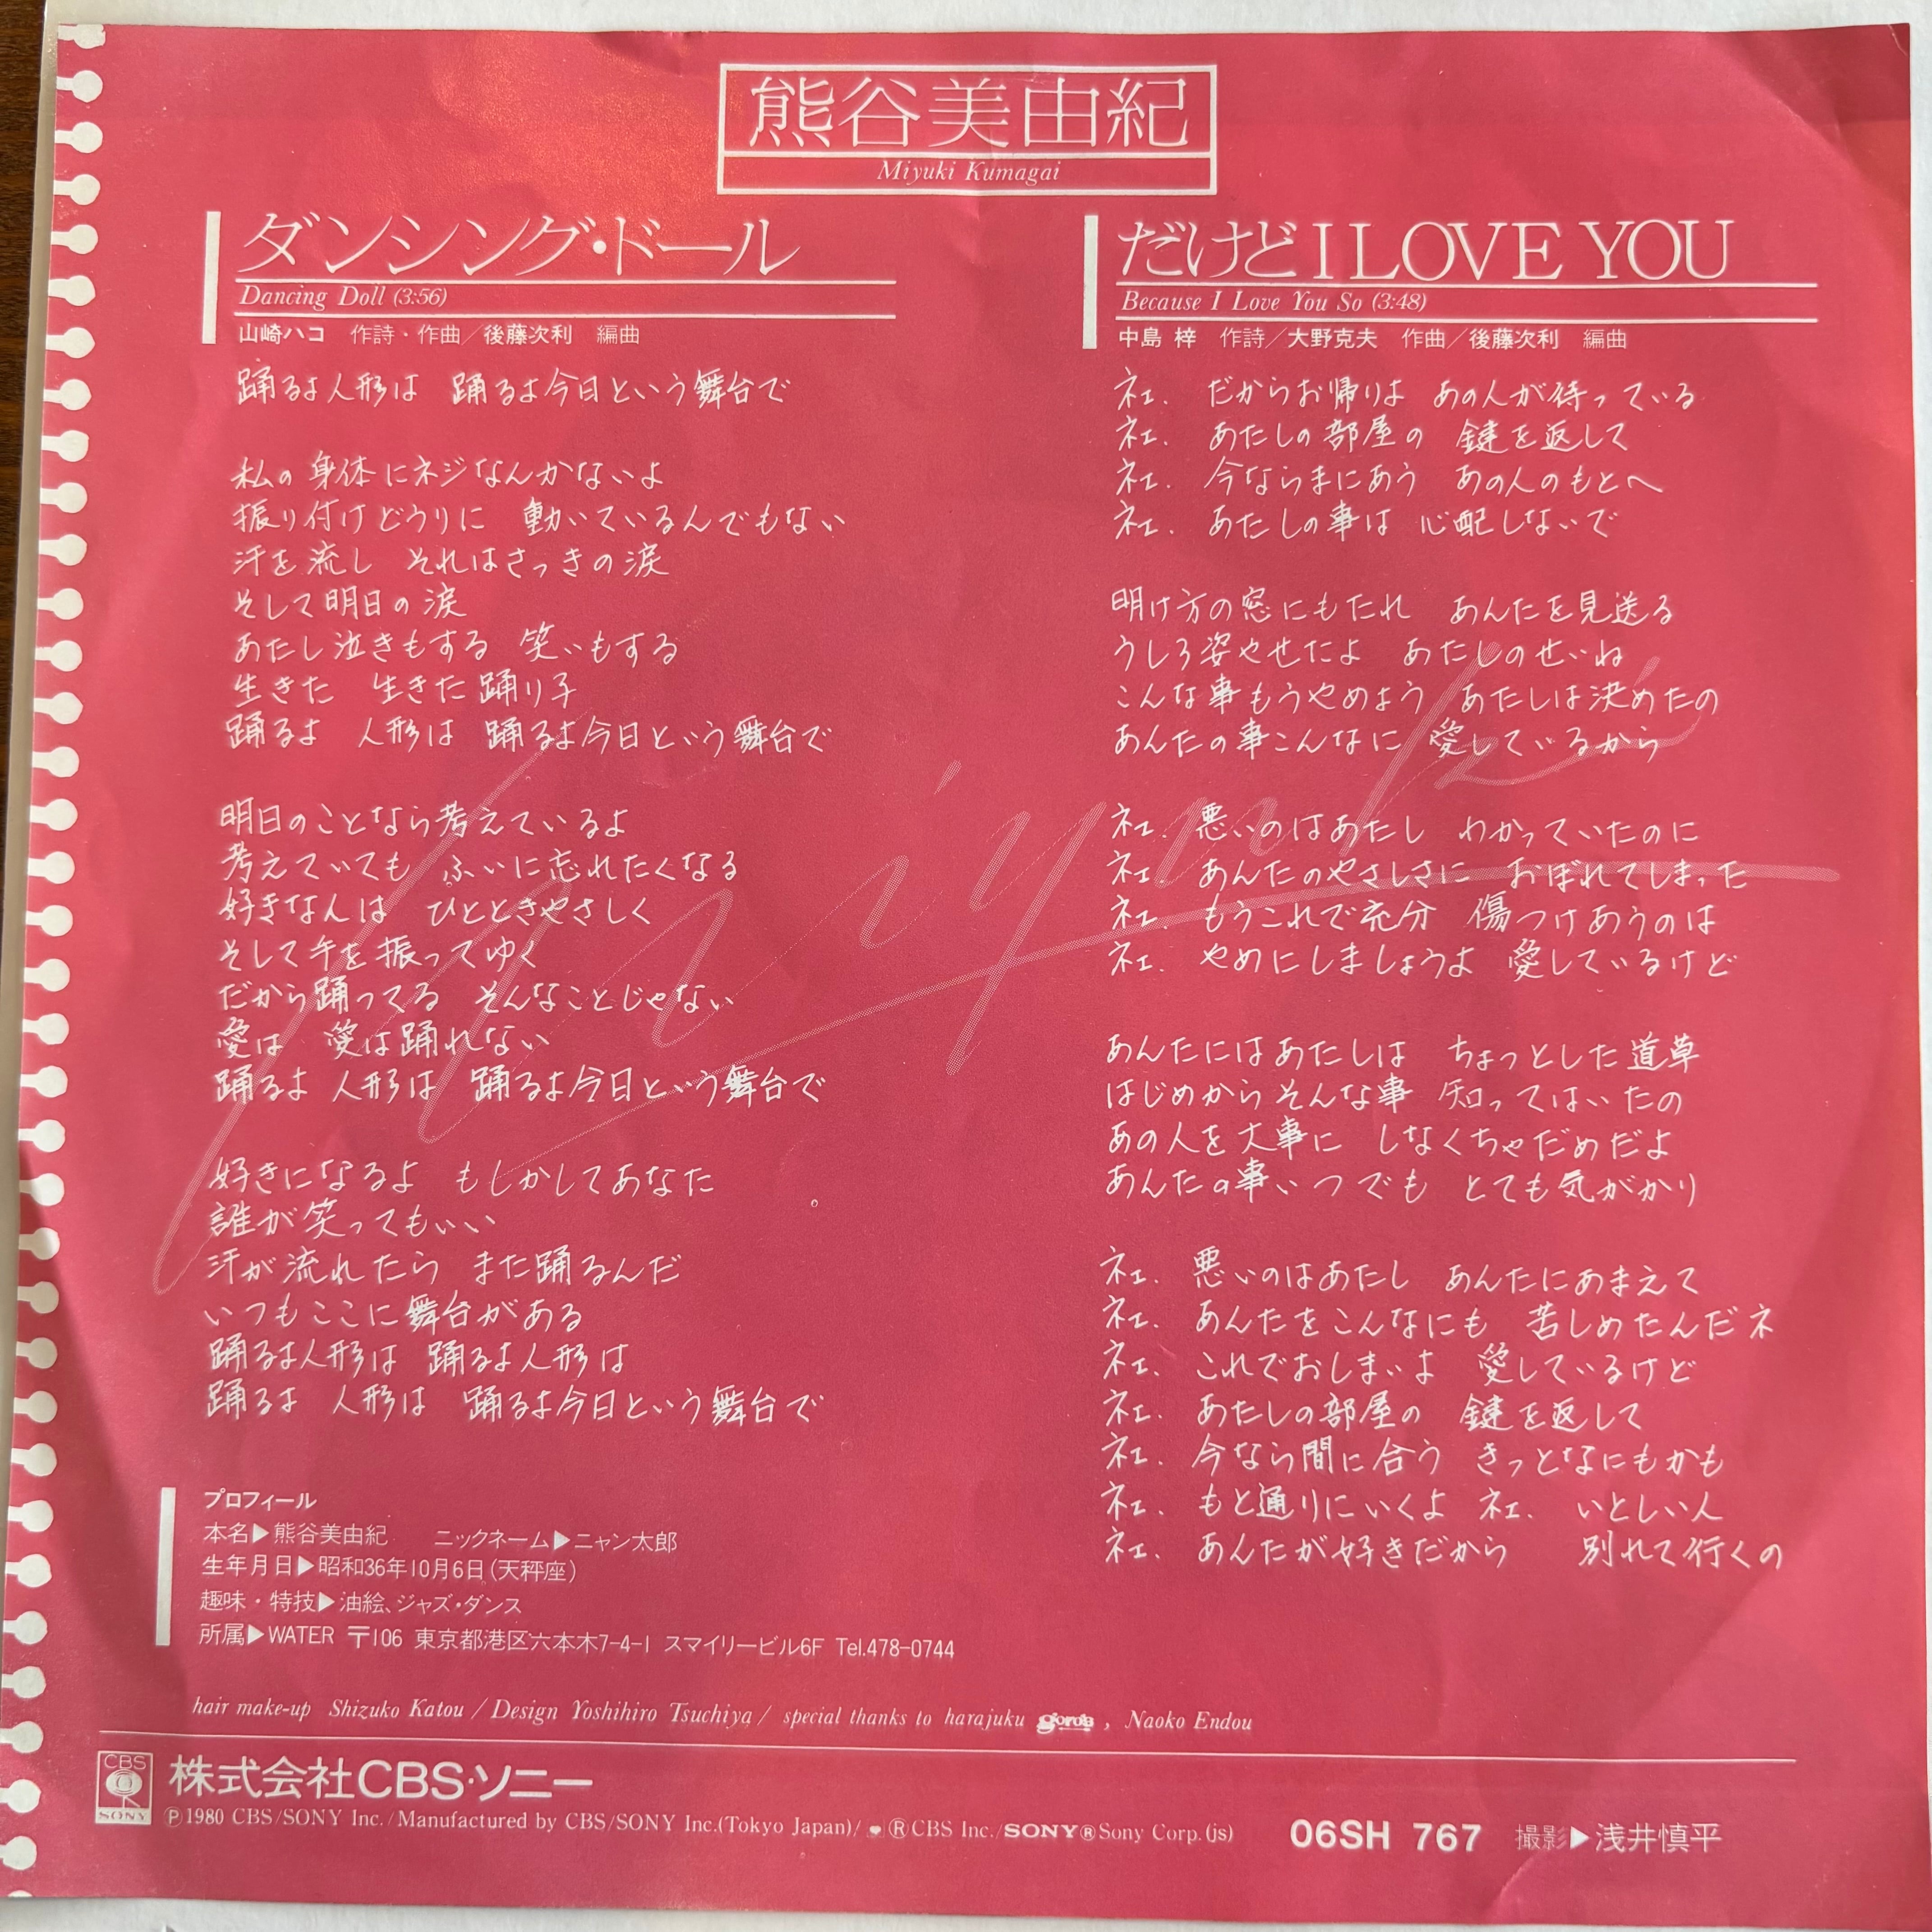 熊谷美由紀
Miyuki Kumagai
ダンシング・ドール
Dancing Doll (3:56)
山崎ハコ 作詩・作曲／後藤次利 編曲
踊るよ人形は 踊るよ今日という舞台で
私の身体にネジなんかないよ
振り付けどうりに 動いているんでもない
汗を流し それはさっきの涙
そして明日の涙
あたし泣きもする 笑いもする
生きた 生きた踊り子
踊るよ 人形は 踊るよ今日という舞台で
明日のことなら考えているよ
考えていても ふいに忘れたくなる
好きなんは ひとときやさしく
そして手を振ってゆく
だから踊ってる そんなことじゃない
愛は 愛は踊れない
踊るよ 人形は 踊るよ今日という舞台で
好きになるよ もしかしてあなた
誰が笑ってもいい
汗が流れたら また踊るんだ
いつもここに舞台がある
踊るよ人形は 踊るよ人形は
踊るよ 人形は 踊るよ今日という舞台で
プロフィール
本名▶熊谷美由紀 ニックネーム▶ニャン太郎
生年月日▶昭和36年10月6日（天秤座）
趣味・特技▶油絵、ジャズ・ダンス
所属▶WATER 〒106 東京都港区六本木7-4-1 スマイリービル6F Tel.478-0744
だけど I LOVE YOU
Because I Love You So (3:48)
中島 梓 作詩／大野克夫 作曲／後藤次利 編曲
ネエ. だからお帰りよ あの人が待っている
ネエ. あたしの部屋の 鍵を返して
ネエ. 今ならまにあう あの人のもとへ
ネエ. あたしの事は 心配しないで
明け方の窓にもたれ あんたを見送る
うしろ姿やせたよ あたしのせいね
こんな事もうやめよう あたしは決めたの
あんたの事こんなに 愛しているから
ネエ. 悪いのはあたし わかっていたのに
ネエ. あんたのやさしさに おぼれてしまった
ネエ. もうこれで充分 傷つけあうのは
ネエ. やめにしましょうよ 愛しているけど
あんたにはあたしは ちょっとした道草
はじめからそんな事 知ってはいたの
あの人を大事に しなくちゃだめだよ
あんたの事いつでも とても気がかり
ネエ. 悪いのはあたし あんたにあまえて
ネエ. あんたをこんなにも 苦しめたんだネ
ネエ. これでおしまいよ 愛しているけど
ネエ. あたしの部屋の 鍵を返して
ネエ. 今なら間に合う きっとなにもかも
ネエ. もと通りにいくよ ネエ. いとしい人
ネエ. あんたが好きだから 別れて行くの
Miyuki
hair make-up Shizuko Katou / Design Yoshihiro Tsuchiya / special thanks to harajuku goro's , Naoko Endou
CBS
SONY
株式会社CBS・ソニー
Ⓟ1980 CBS/SONY Inc./Manufactured by CBS/SONY Inc.(Tokyo Japan)/ ®CBS Inc./SONY®Sony Corp.(js)
06SH 767 撮影▶浅井慎平